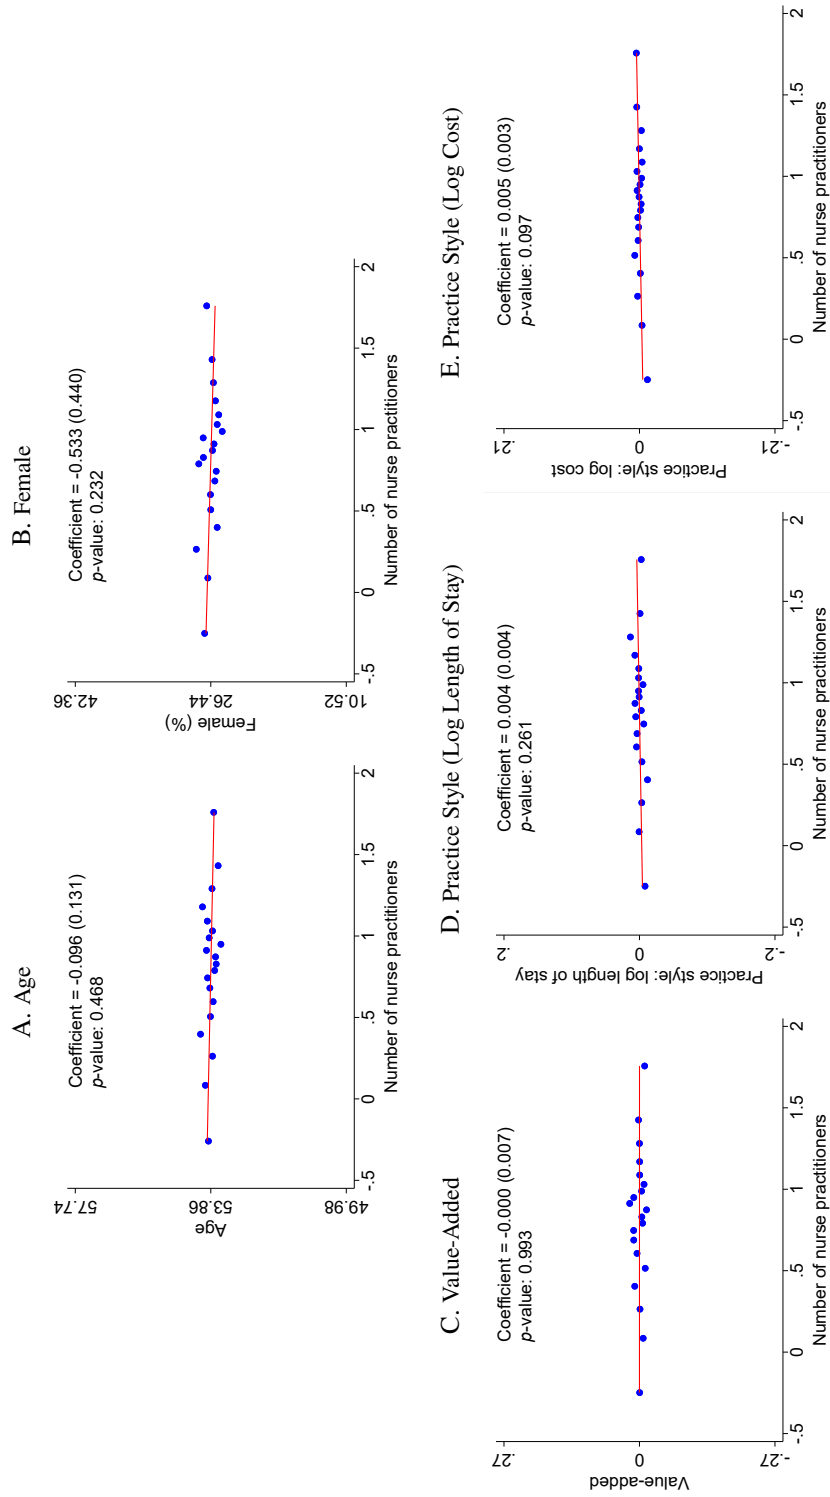 A. Age
Coefficient = -0.096 (0.131)
p-value: 0.468
57.74
53.86
49.98
Age
-.5 0 .5 1 1.5 2
Number of nurse practitioners
B. Female
Coefficient = -0.533 (0.440)
p-value: 0.232
42.36
26.44
10.52
Female (%)
-.5 0 .5 1 1.5 2
Number of nurse practitioners
C. Value-Added
Coefficient = -0.000 (0.007)
p-value: 0.993
.27
0
-.27
Value-added
-.5 0 .5 1 1.5 2
Number of nurse practitioners
D. Practice Style (Log Length of Stay)
Coefficient = 0.004 (0.004)
p-value: 0.261
.2
0
-.2
Practice style: log length of stay
-.5 0 .5 1 1.5 2
Number of nurse practitioners
E. Practice Style (Log Cost)
Coefficient = 0.005 (0.003)
p-value: 0.097
.21
0
-.21
Practice style: log cost
-.5 0 .5 1 1.5 2
Number of nurse practitioners